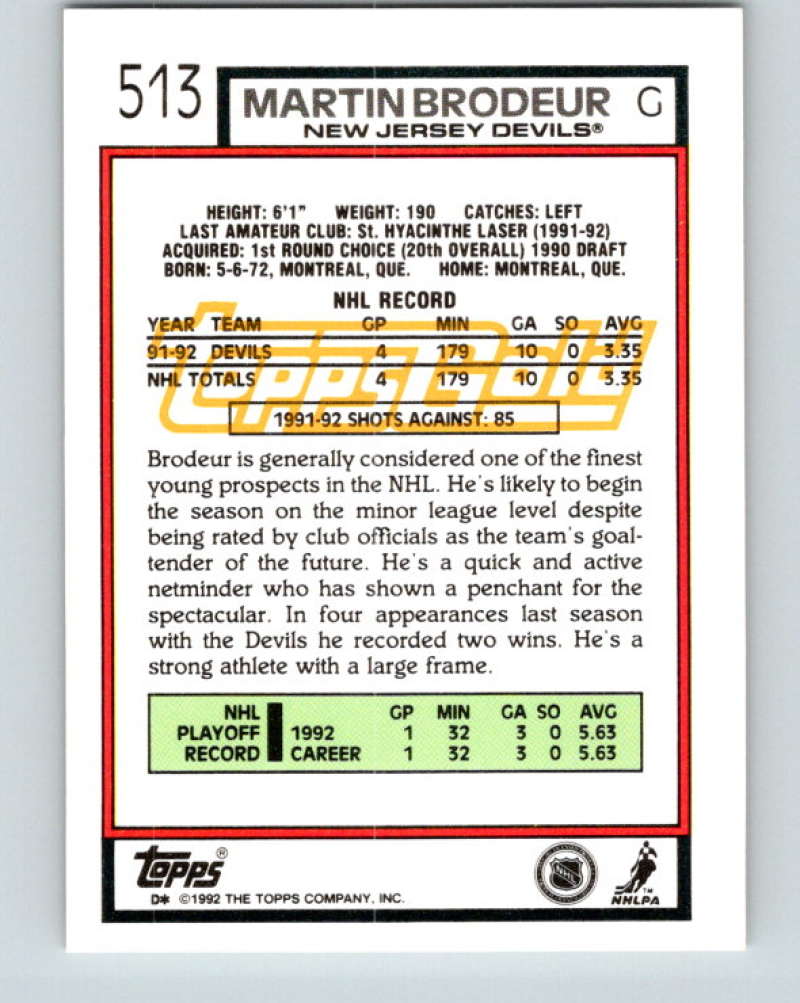 513
MARTIN BRODEUR G
NEW JERSEY DEVILS®
HEIGHT: 6'1" WEIGHT: 190 CATCHES: LEFT
LAST AMATEUR CLUB: St. HYACINTHE LASER (1991-92)
ACQUIRED: 1st ROUND CHOICE (20th OVERALL) 1990 DRAFT
BORN: 5-6-72, MONTREAL, QUE. HOME: MONTREAL, QUE.
NHL RECORD
YEAR TEAM GP MIN GA SO AVG
91-92 DEVILS 4 179 10 0 3.35
NHL TOTALS 4 179 10 0 3.35
Topps Gold
1991-92 SHOTS AGAINST: 85
Brodeur is generally considered one of the finest
young prospects in the NHL. He's likely to begin
the season on the minor league level despite
being rated by club officials as the team's goal-
tender of the future. He's a quick and active
netminder who has shown a penchant for the
spectacular. In four appearances last season
with the Devils he recorded two wins. He's a
strong athlete with a large frame.
NHL GP MIN GA SO AVG
PLAYOFF 1992 1 32 3 0 5.63
RECORD CAREER 1 32 3 0 5.63
Topps®
D* ©1992 THE TOPPS COMPANY, INC.
NHL
TM
NHLPA